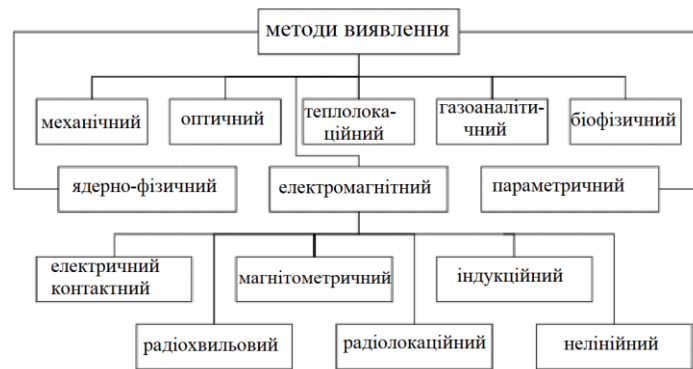 методи виявлення
механічний
оптичний
теплолока-
ційний
газоаналіти-
чний
біофізичний
ядерно-фізичний
електромагнітний
параметричний
електричний
контактний
магнітометричний
індукційний
радіохвильовий
радіолокаційний
нелінійний